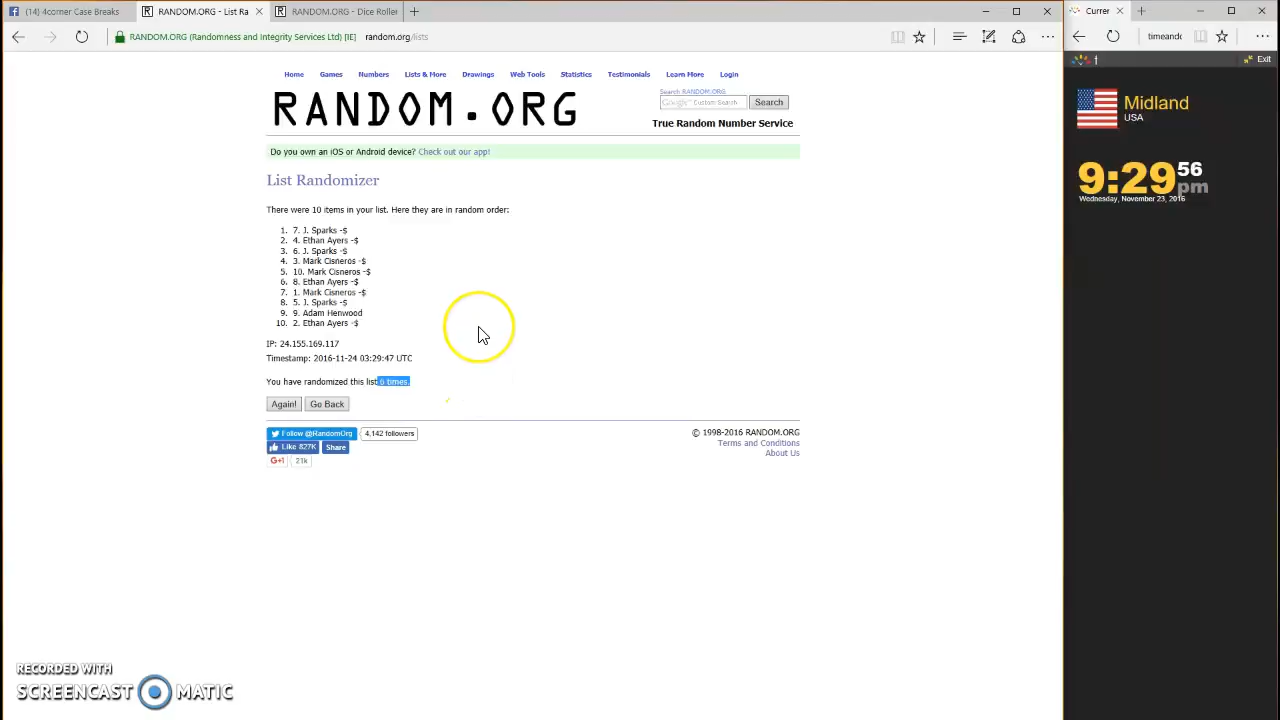 (14) 4corner Case Breaks
RANDOM.ORG - List Ra
RANDOM.ORG - Dice Roller
Curren
RANDOM.ORG (Randomness and Integrity Services Ltd) [IE]
random.org/lists
timeand
Exit
Home Games Numbers Lists & More Drawings Web Tools Statistics Testimonials Learn More Login
RANDOM.ORG
Search RANDOM.ORG
Google™ Custom Search
Search
True Random Number Service
Midland
USA
Do you own an iOS or Android device? Check out our app!
9:29 56 pm
Wednesday, November 23, 2016
List Randomizer
There were 10 items in your list. Here they are in random order:
1. 7. J. Sparks -$
2. 4. Ethan Ayers -$
3. 6. J. Sparks -$
4. 3. Mark Cisneros -$
5. 10. Mark Cisneros -$
6. 8. Ethan Ayers -$
7. 1. Mark Cisneros -$
8. 5. J. Sparks -$
9. 9. Adam Henwood
10. 2. Ethan Ayers -$
IP: 24.155.169.117
Timestamp: 2016-11-24 03:29:47 UTC
You have randomized this list 6 times.
Again! Go Back
Follow @RandomOrg 4,142 followers
Like 827K Share
G+1 21k
© 1998-2016 RANDOM.ORG
Terms and Conditions
About Us
RECORDED WITH
SCREENCAST MATIC